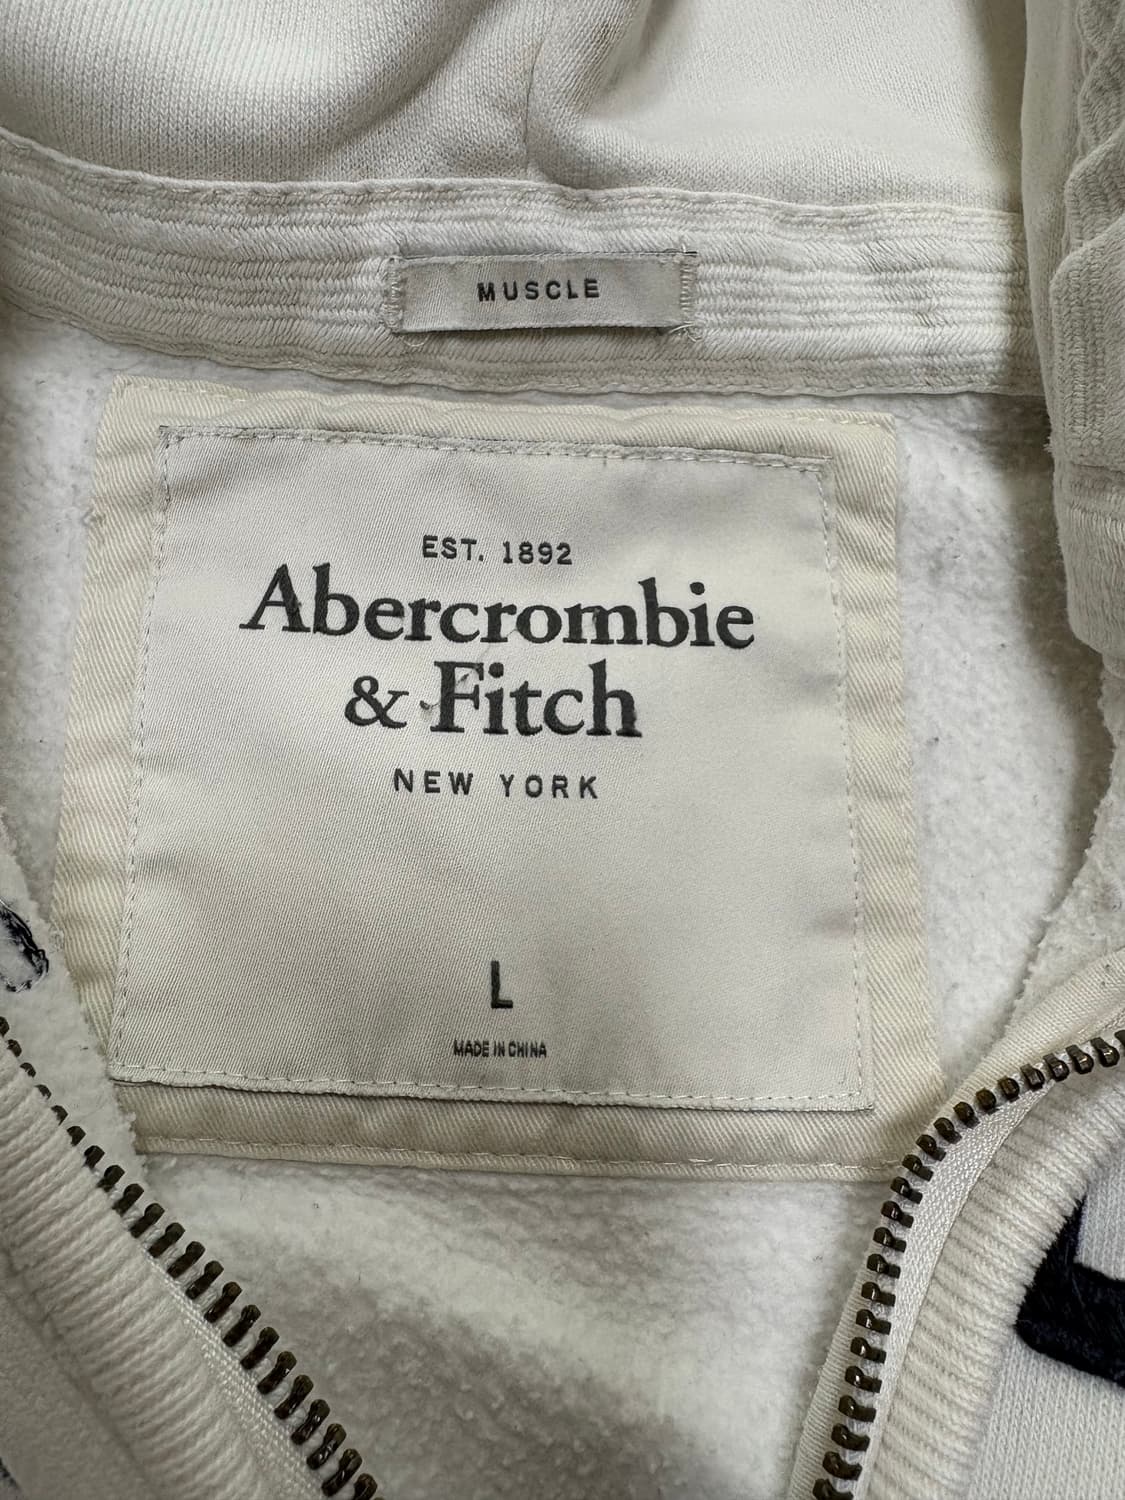 MUSCLE
EST. 1892
Abercrombie
& Fitch
NEW YORK
L
MADE IN CHINA